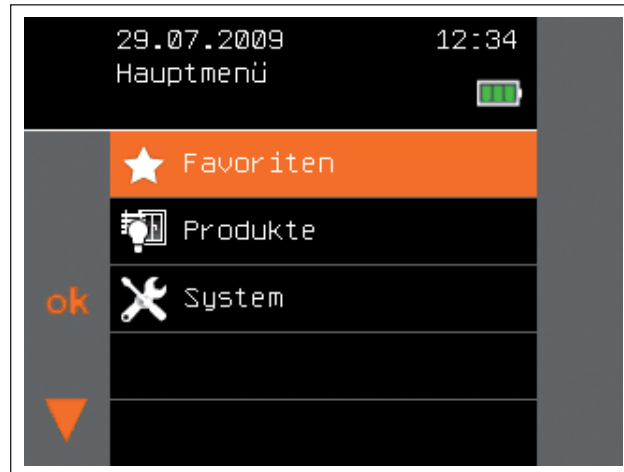 29.07.2009 12:34
Hauptmenü
Favoriten
Produkte
ok System